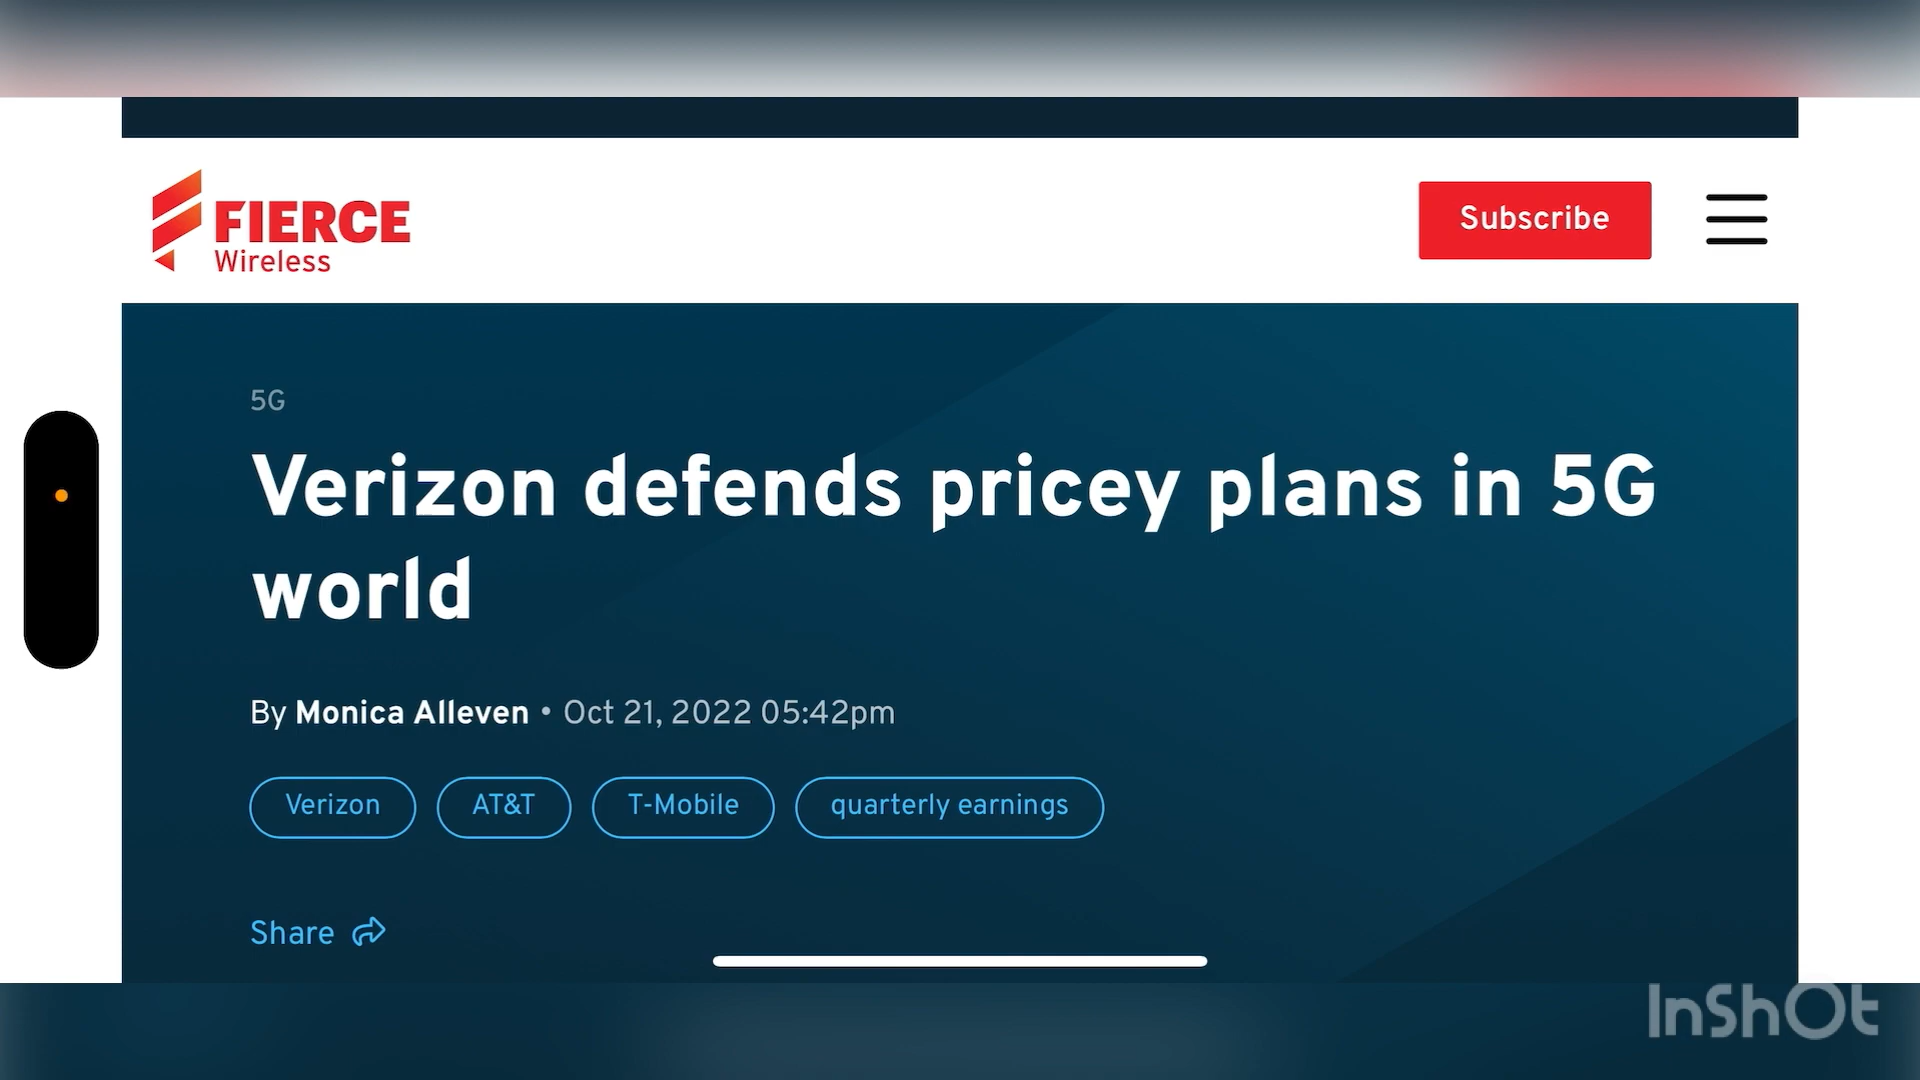 FIERCE
Wireless
Subscribe
5G
Verizon defends pricey plans in 5G
world
By Monica Alleven • Oct 21, 2022 05:42pm
Verizon AT&T T-Mobile quarterly earnings
Share
InShOt